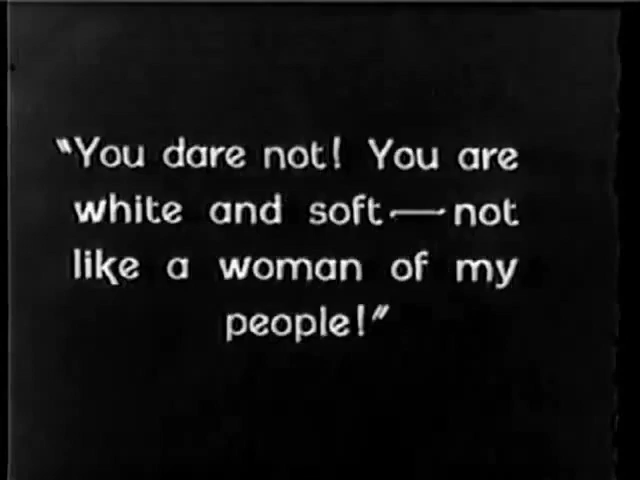 "You dare not! You are
white and soft—not
like a woman of my
people!"